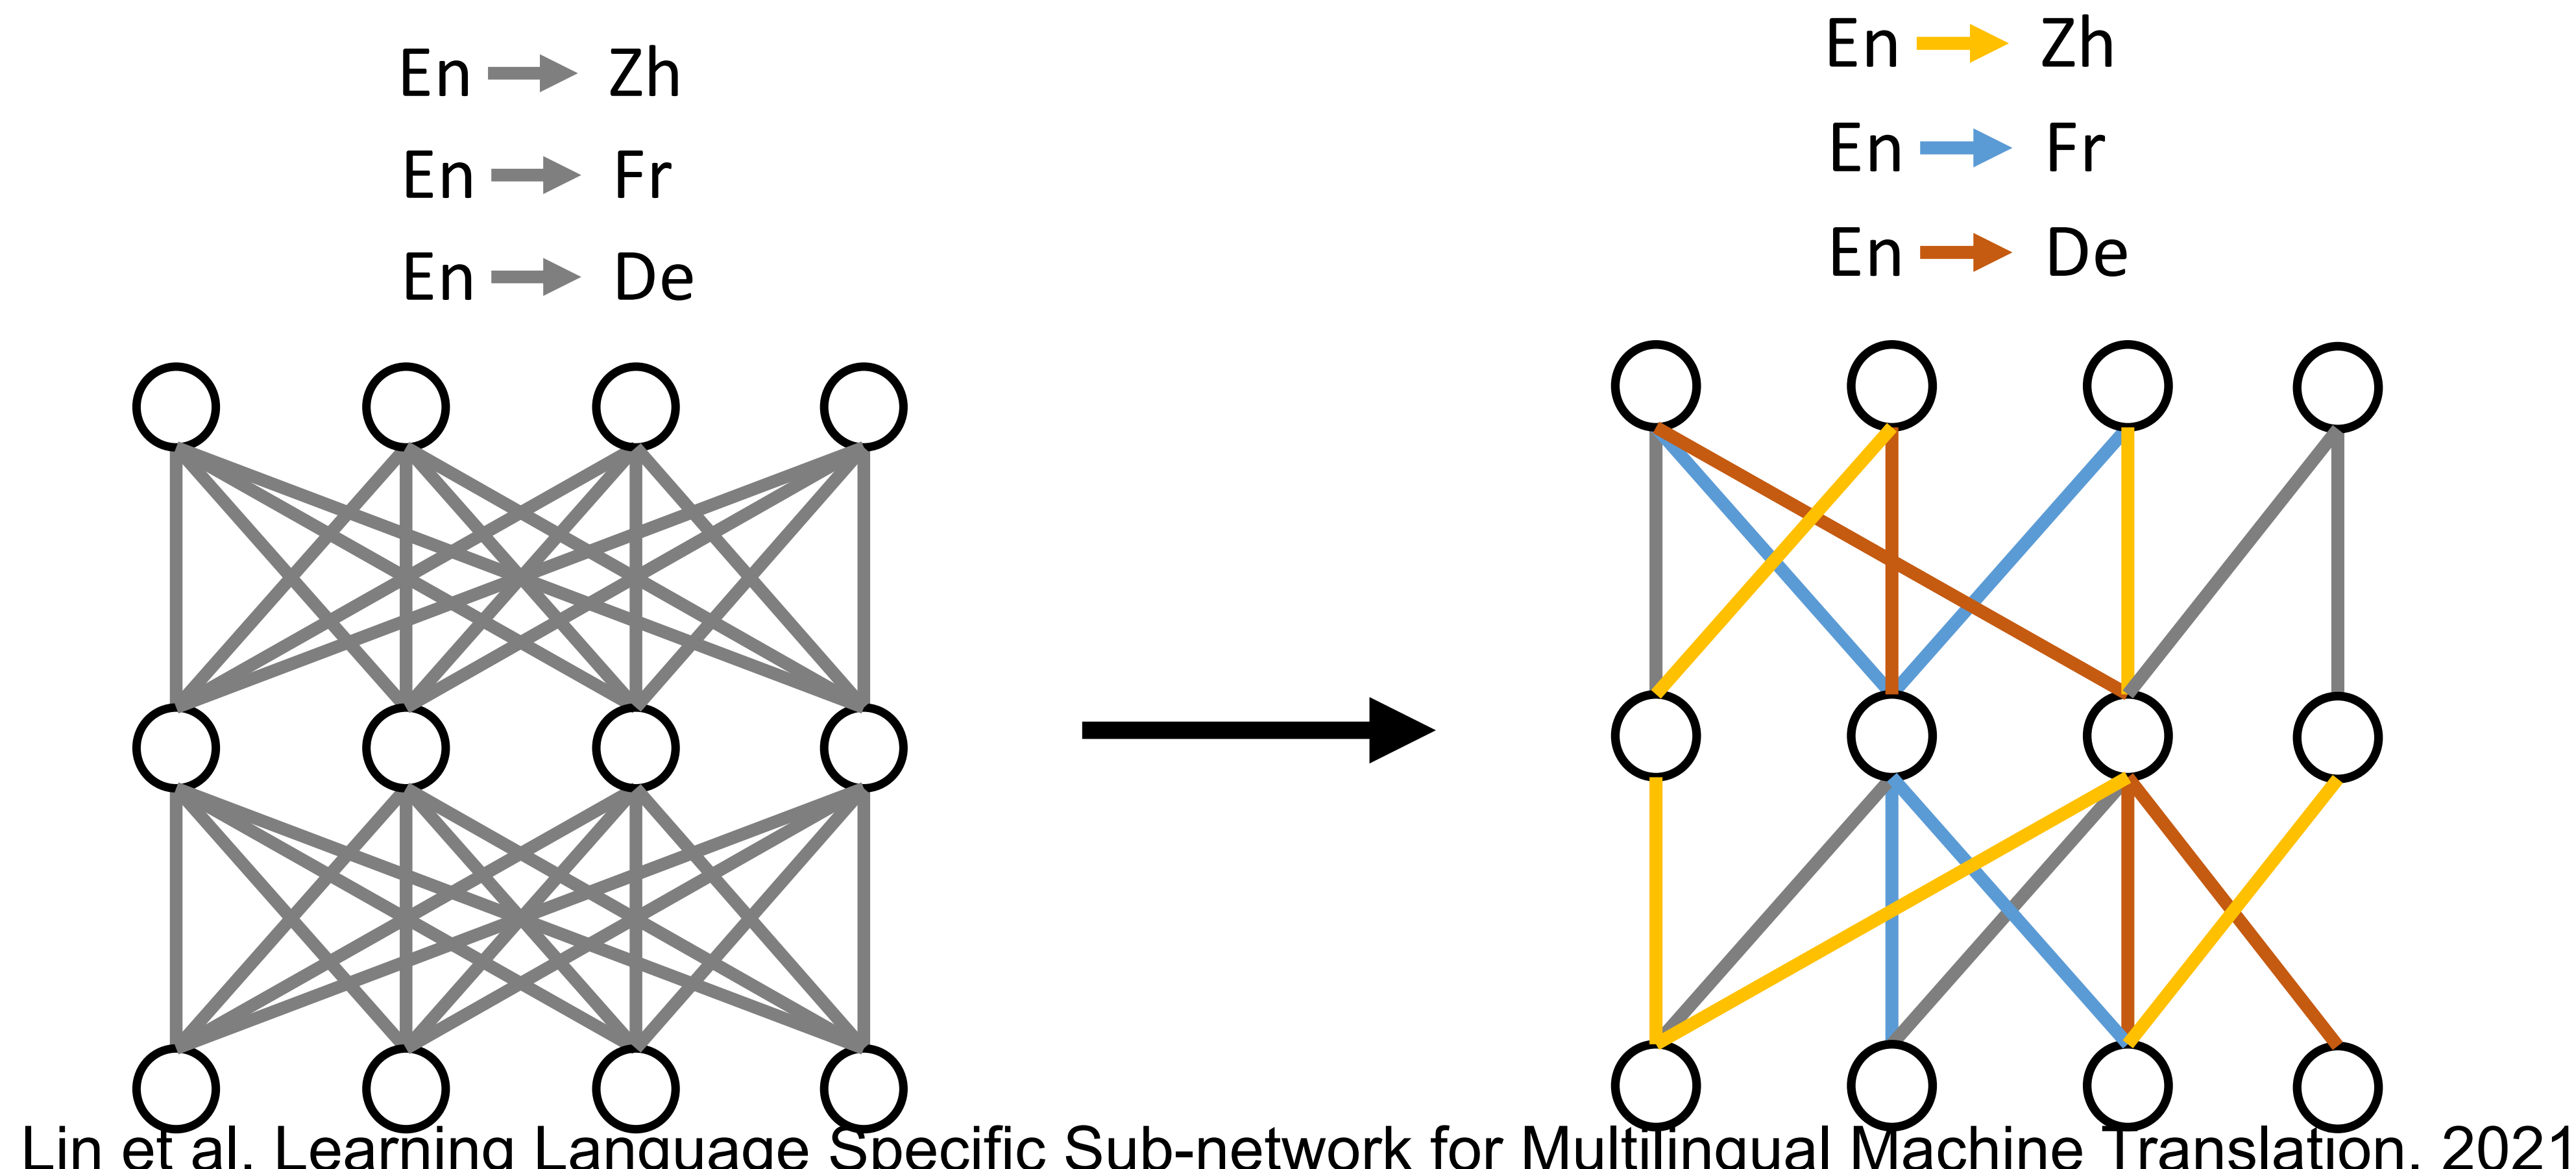 En Zh
En Fr
En De
En Zh
En Fr
En De
Lin et al. Learning Language Specific Sub-network for Multilingual Machine Translation. 2021